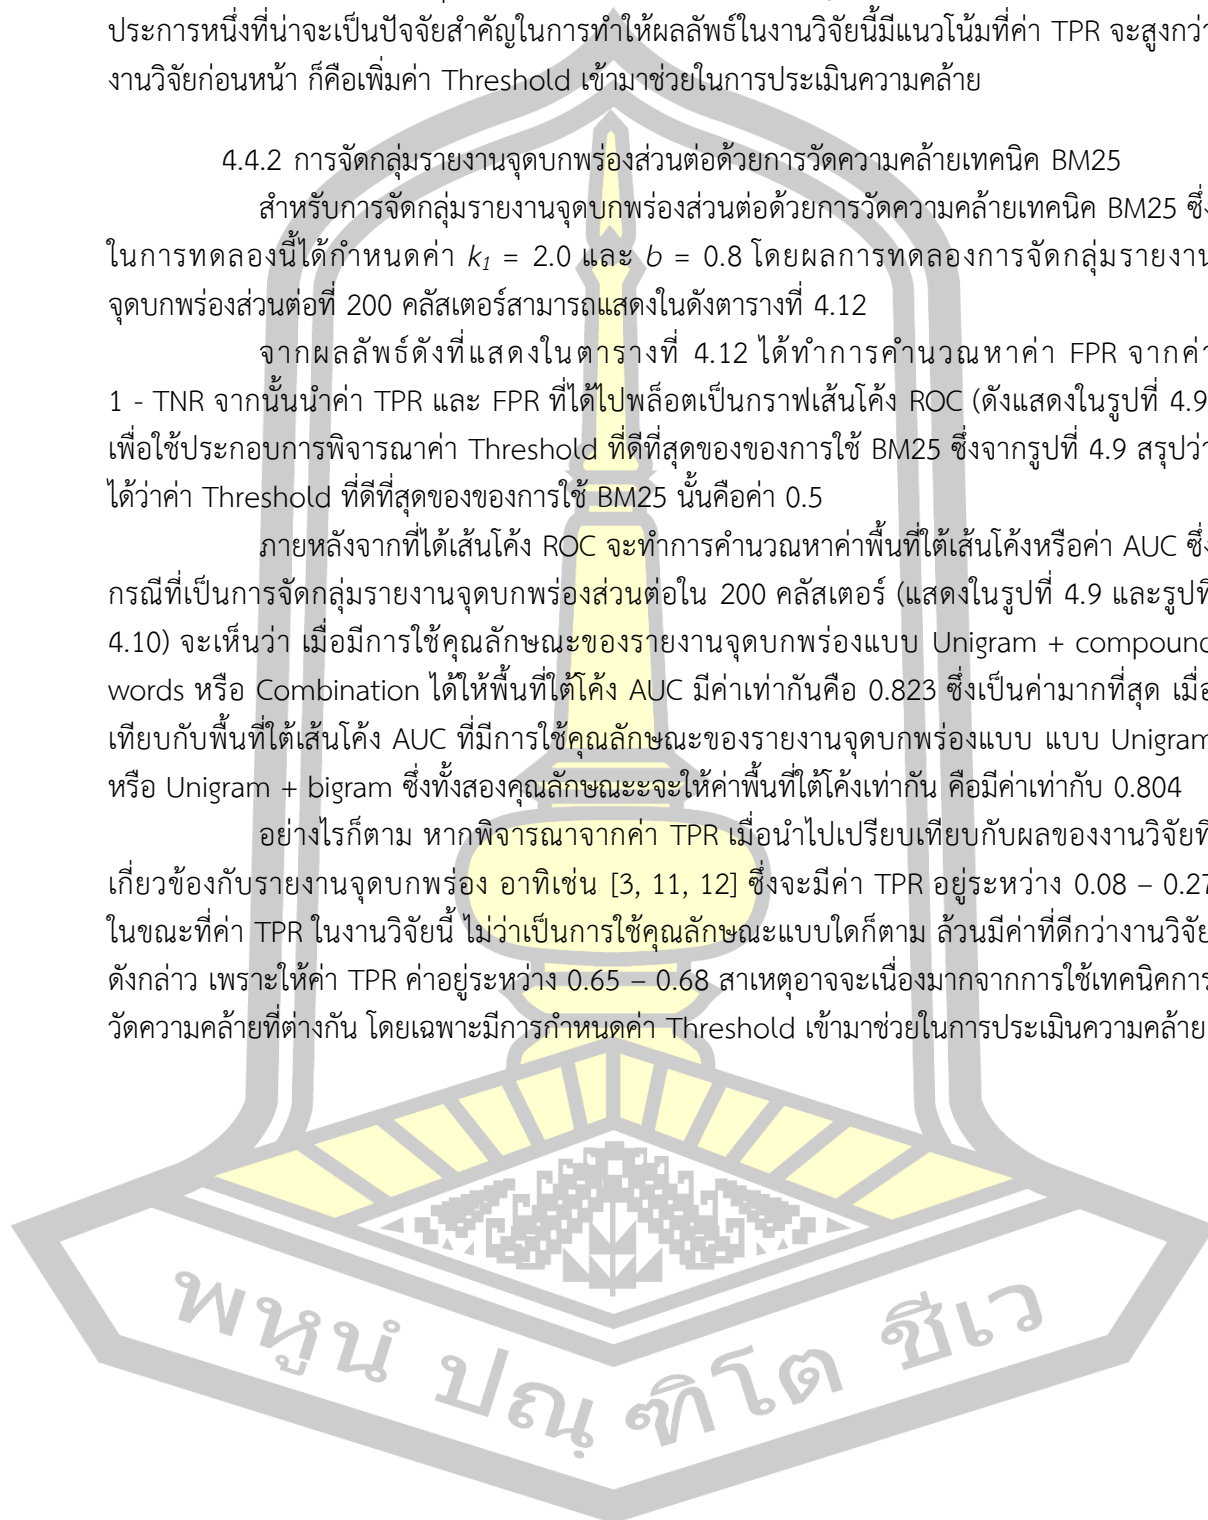 ประการหนึ่งที่น่าจะเป็นปัจจัยสำคัญในการทำให้ผลลัพธ์ในงานวิจัยนี้มีแนวโน้มที่ค่า TPR จะสูงกว่า
งานวิจัยก่อนหน้า ก็คือเพิ่มค่า Threshold เข้ามาช่วยในการประเมินความคล้าย
4.4.2 การจัดกลุ่มรายงานจุดบกพร่องส่วนต่อด้วยการวัดความคล้ายเทคนิค BM25
สำหรับการจัดกลุ่มรายงานจุดบกพร่องส่วนต่อด้วยการวัดความคล้ายเทคนิค BM25 ซึ่ง
ในการทดลองนี้ได้กำหนดค่า k1 = 2.0 และ b = 0.8 โดยผลการทดลองการจัดกลุ่มรายงาน
จุดบกพร่องส่วนต่อที่ 200 คลัสเตอร์สามารถแสดงในดังตารางที่ 4.12
จากผลลัพธ์ดังที่แสดงในตารางที่ 4.12 ได้ทำการคำนวณหาค่า FPR จากค่า
1 - TNR จากนั้นนำค่า TPR และ FPR ที่ได้ไปพล็อตเป็นกราฟเส้นโค้ง ROC (ดังแสดงในรูปที่ 4.9
เพื่อใช้ประกอบการพิจารณาค่า Threshold ที่ดีที่สุดของของการใช้ BM25 ซึ่งจากรูปที่ 4.9 สรุปว่า
ได้ว่าค่า Threshold ที่ดีที่สุดของของการใช้ BM25 นั้นคือค่า 0.5
ภายหลังจากที่ได้เส้นโค้ง ROC จะทำการคำนวณหาค่าพื้นที่ใต้เส้นโค้งหรือค่า AUC ซึ่ง
กรณีที่เป็นการจัดกลุ่มรายงานจุดบกพร่องส่วนต่อใน 200 คลัสเตอร์ (แสดงในรูปที่ 4.9 และรูปที่
4.10) จะเห็นว่า เมื่อมีการใช้คุณลักษณะของรายงานจุดบกพร่องแบบ Unigram + compound
words หรือ Combination ได้ให้พื้นที่ใต้โค้ง AUC มีค่าเท่ากันคือ 0.823 ซึ่งเป็นค่ามากที่สุด เมื่อ
เทียบกับพื้นที่ใต้เส้นโค้ง AUC ที่มีการใช้คุณลักษณะของรายงานจุดบกพร่องแบบ แบบ Unigram
หรือ Unigram + bigram ซึ่งทั้งสองคุณลักษณะะจะให้ค่าพื้นที่ใต้โค้งเท่ากัน คือมีค่าเท่ากับ 0.804
อย่างไรก็ตาม หากพิจารณาจากค่า TPR เมื่อนำไปเปรียบเทียบกับผลของงานวิจัยที่
เกี่ยวข้องกับรายงานจุดบกพร่อง อาทิเช่น [3, 11, 12] ซึ่งจะมีค่า TPR อยู่ระหว่าง 0.08 – 0.27
ในขณะที่ค่า TPR ในงานวิจัยนี้ ไม่ว่าเป็นการใช้คุณลักษณะแบบใดก็ตาม ล้วนมีค่าที่ดีกว่างานวิจัย
ดังกล่าว เพราะให้ค่า TPR ค่าอยู่ระหว่าง 0.65 – 0.68 สาเหตุอาจจะเนื่องมากจากการใช้เทคนิคการ
วัดความคล้ายที่ต่างกัน โดยเฉพาะมีการกำหนดค่า Threshold เข้ามาช่วยในการประเมินความคล้าย
พหูนํ ปณฺฑิโต ชีเว